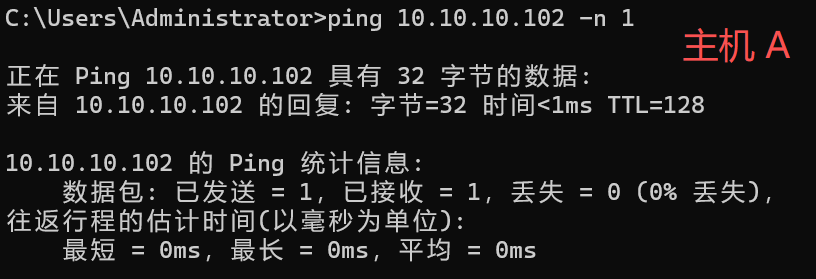 C:\Users\Administrator>ping 10.10.10.102 -n 1
主机 A
正在 Ping 10.10.10.102 具有 32 字节的数据:
来自 10.10.10.102 的回复: 字节=32 时间<1ms TTL=128
10.10.10.102 的 Ping 统计信息:
数据包: 已发送 = 1，已接收 = 1，丢失 = 0 (0% 丢失)，
往返行程的估计时间(以毫秒为单位):
最短 = 0ms，最长 = 0ms，平均 = 0ms